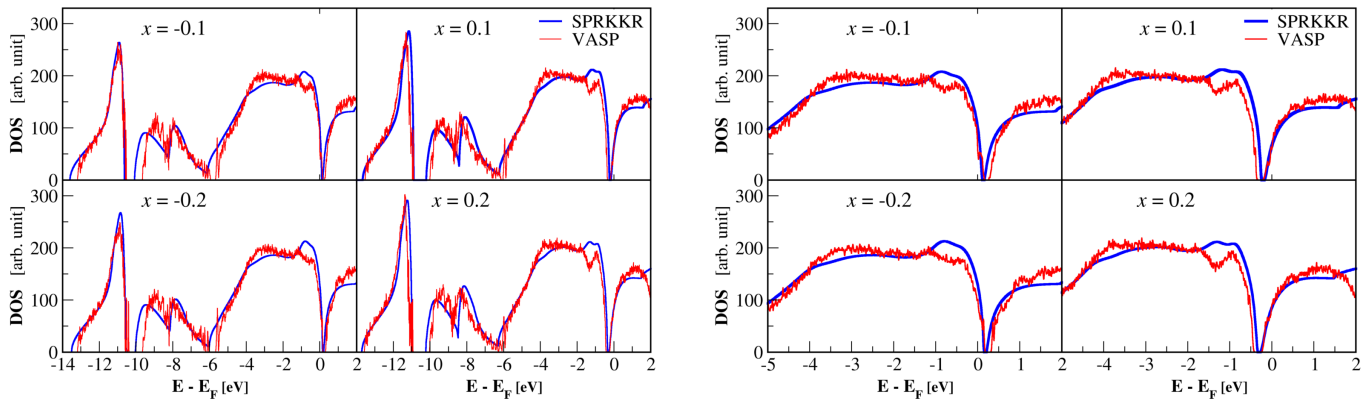 300
200
100
0
DOS [arb. unit]
x = -0.1
x = 0.1
SPRKKR
VASP
300
200
100
0
DOS [arb. unit]
x = -0.2
x = 0.2
-14 -12 -10 -8 -6 -4 -2 0 2
-12 -10 -8 -6 -4 -2 0 2
E - EF [eV]
E - EF [eV]
300
200
100
0
DOS [arb. unit]
x = -0.1
x = 0.1
SPRKKR
VASP
300
200
100
0
DOS [arb. unit]
x = -0.2
x = 0.2
-5 -4 -3 -2 -1 0 1 2
-4 -3 -2 -1 0 1 2
E - EF [eV]
E - EF [eV]